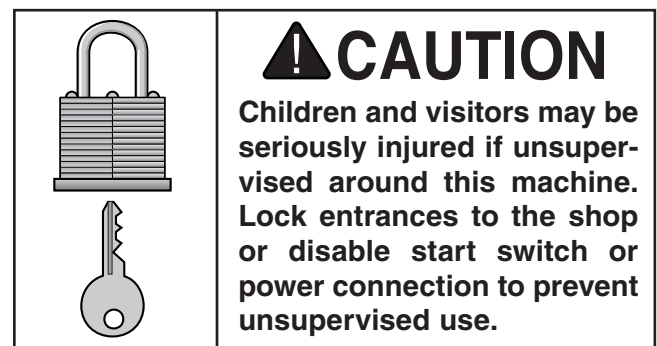 ! CAUTION
Children and visitors may be
seriously injured if unsuper-
vised around this machine.
Lock entrances to the shop
or disable start switch or
power connection to prevent
unsupervised use.